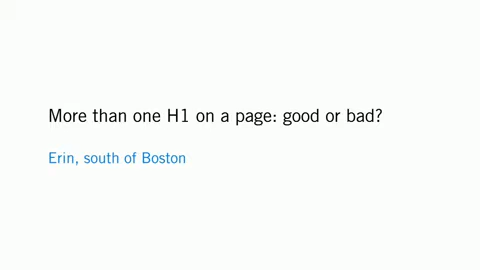 More than one H1 on a page: good or bad?
Erin, south of Boston